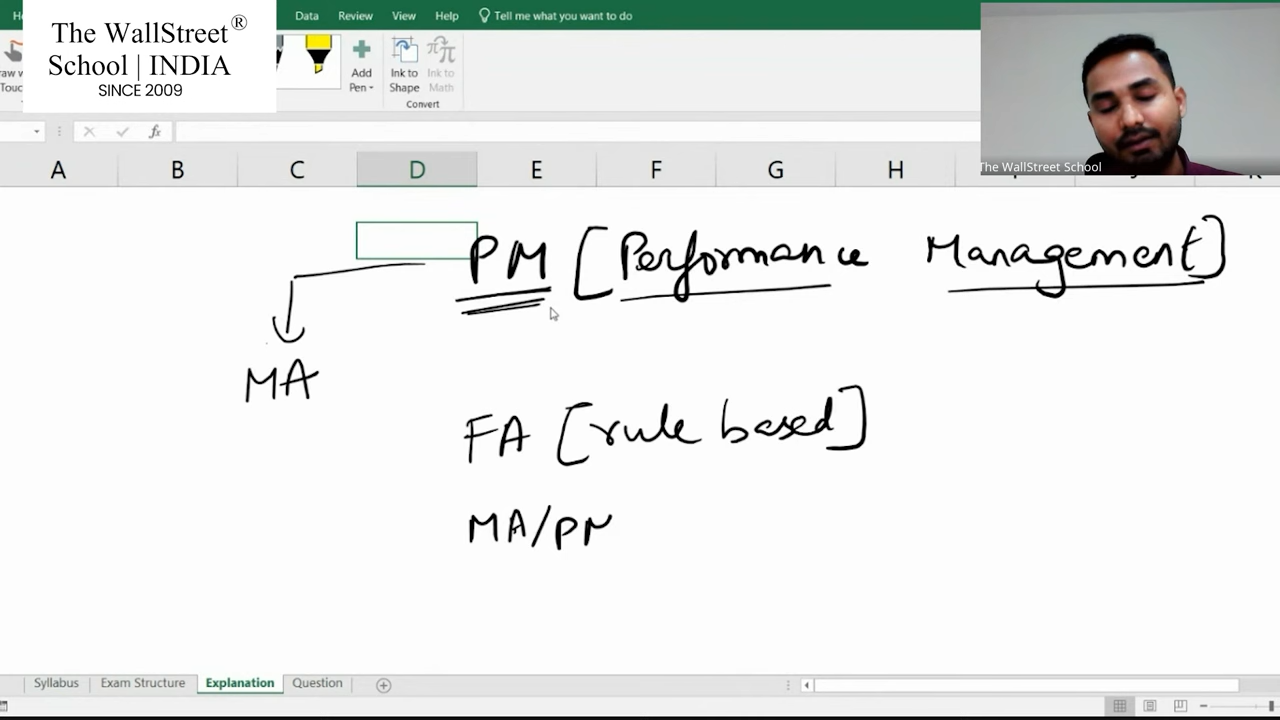 H
Data Review View Help Tell me what you want to do
The WallStreet®
School | INDIA
SINCE 2009
Add
Pen
Ink to
Shape
Ink to
Math
Convert
fx
The WallStreet School
A B C D E F G H
PM [Performance Management]
MA
FA [rule based]
MA/PM
Syllabus Exam Structure Explanation Question